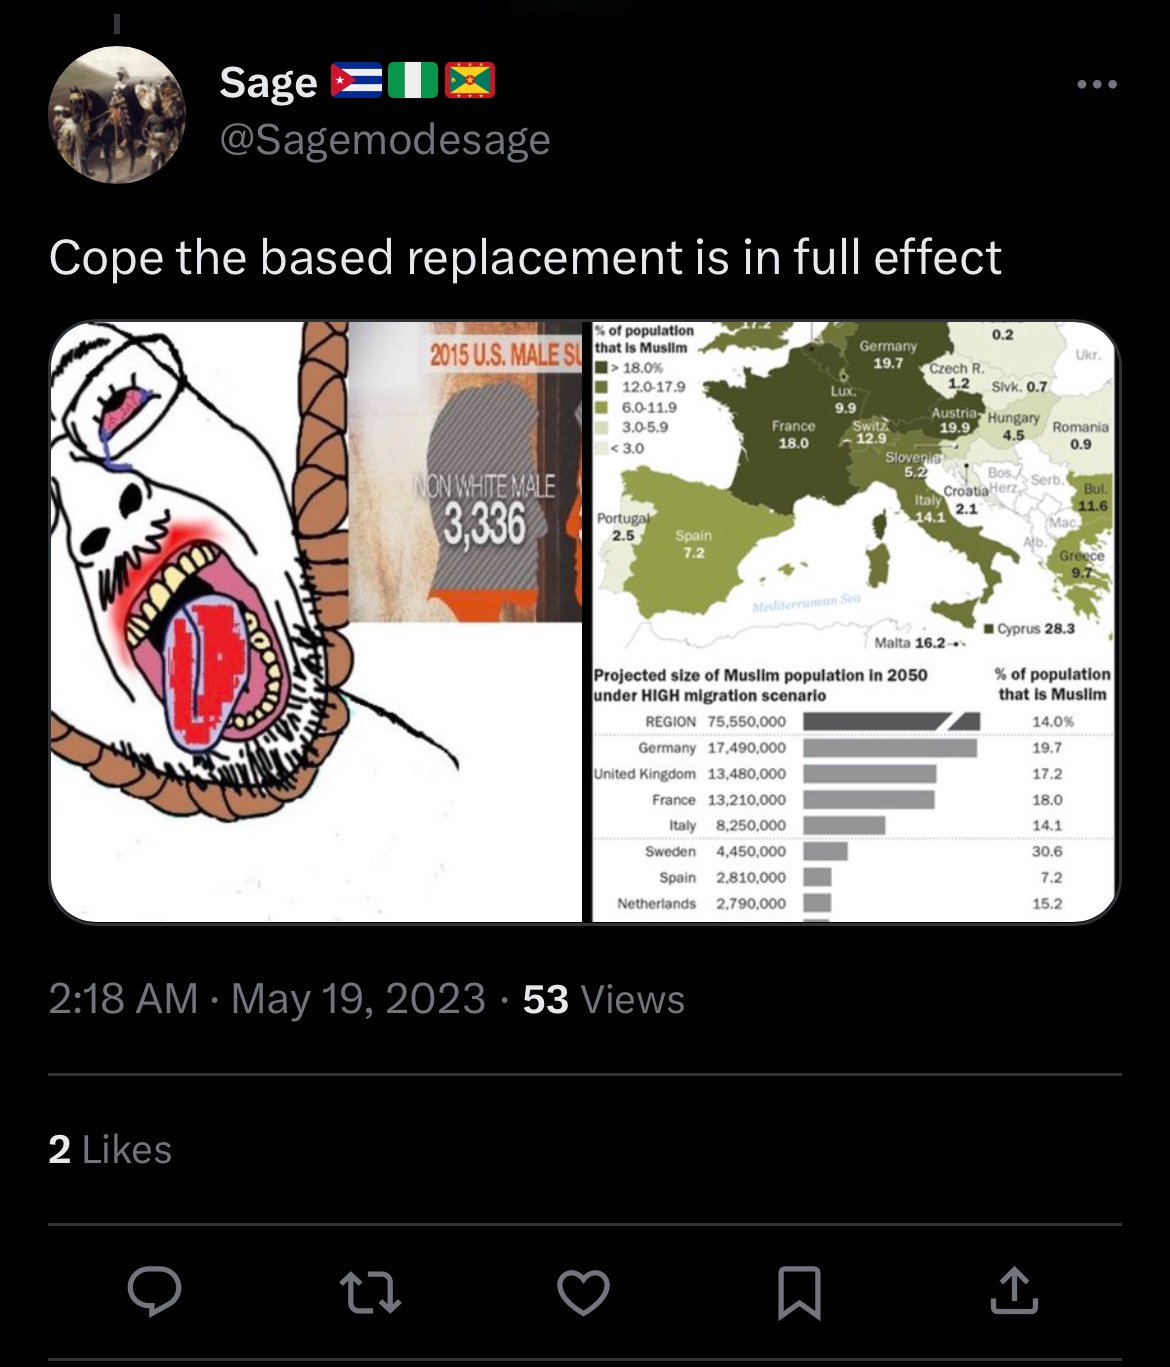 Sage 🇨🇺🇳🇬🇬🇩
@Sagemodesage
Cope the based replacement is in full effect
2015 U.S. MALE SU
NON WHITE MALE
3,336
% of population
that is Muslim
> 18.0%
12.0-17.9
6.0-11.9
3.0-5.9
< 3.0
17.2
0.2
Germany
19.7
Ukr.
Czech R.
1.2
Slvk. 0.7
Lux.
9.9
Austria
19.9
Hungary
4.5
Romania
0.9
France
18.0
Switz.
12.9
Slovenia
5.2
Croatia
2.1
Bos./
Herz.
Serb.
Bul.
11.6
Italy
14.1
Mac.
Alb.
Portugal
2.5
Spain
7.2
Greece
9.7
Mediterranean Sea
Cyprus 28.3
Malta 16.2
Projected size of Muslim population in 2050
under HIGH migration scenario
% of population
that is Muslim
REGION 75,550,000 14.0%
Germany 17,490,000 19.7
United Kingdom 13,480,000 17.2
France 13,210,000 18.0
Italy 8,250,000 14.1
Sweden 4,450,000 30.6
Spain 2,810,000 7.2
Netherlands 2,790,000 15.2
2:18 AM · May 19, 2023 · 53 Views
2 Likes